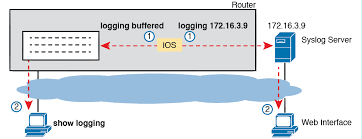 Router
logging buffered
logging 172.16.3.9
172.16.3.9
1
IOS
1
Syslog Server
2
2
show logging
Web Interface